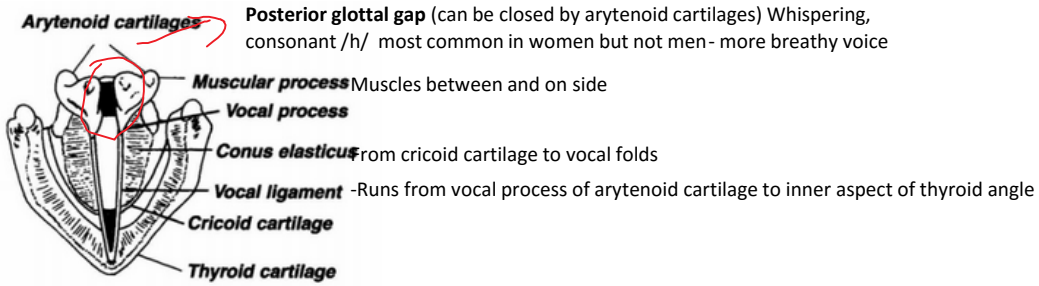 Arytenoid cartilages
Posterior glottal gap (can be closed by arytenoid cartilages) Whispering,
consonant /h/ most common in women but not men- more breathy voice
Muscular process Muscles between and on side
Vocal process
Conus elasticus From cricoid cartilage to vocal folds
Vocal ligament -Runs from vocal process of arytenoid cartilage to inner aspect of thyroid angle
Cricoid cartilage
Thyroid cartilage